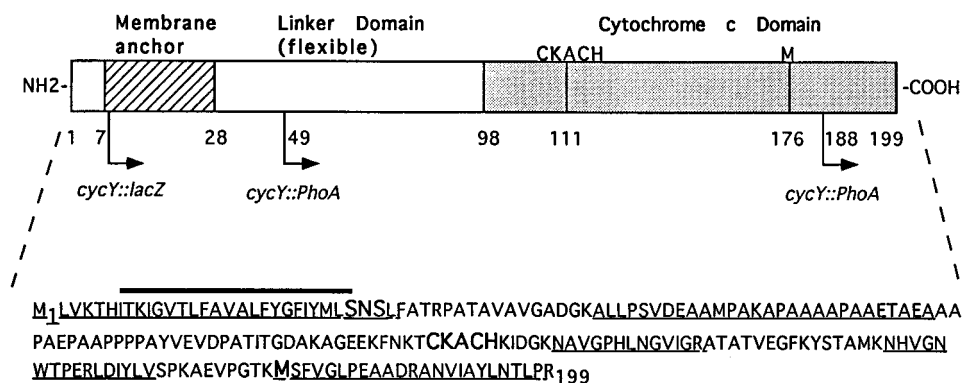 Membrane anchor
Linker Domain (flexible)
Cytochrome c Domain
CKACH
M
NH2-
-COOH
1 7 28 49 98 111 176 188 199
cycY::lacZ
cycY::PhoA
cycY::PhoA
M1LVKTHITKIGVTLFAVALFYGFIYMLSNSLFATRPATAVAVGADGKALLPSVDEAAMPAKAPAAAAPAAETAEAAA
PAEPAAPPPPAYVEVDPATITGDAKAGEEKFNKTCKACHKIDGKNAVGPHLNGVIGRATATVEGFKYSTAMKNHVGN
WTPERLDIYLVSPKAEVPGTKMSFVGLPEAADRANVIAYLNTLPR199